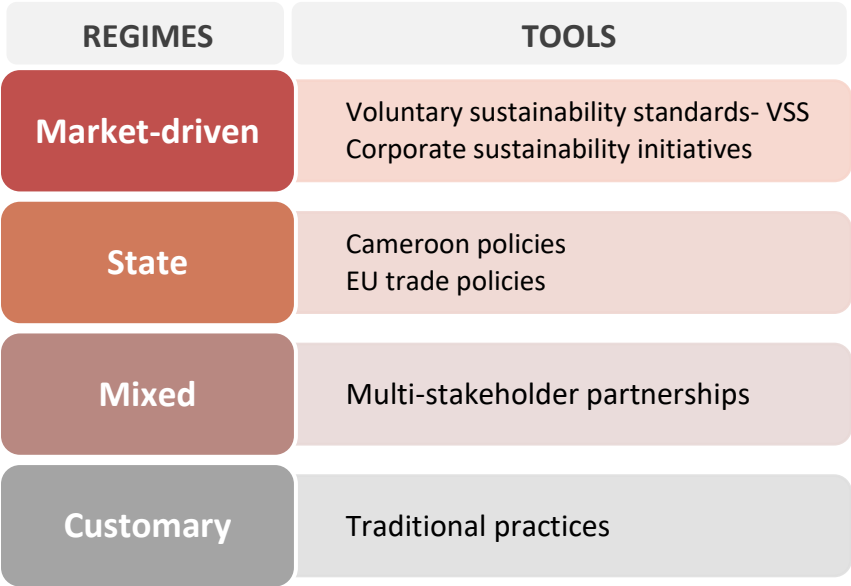 REGIMES
TOOLS
Market-driven
Voluntary sustainability standards- VSS
Corporate sustainability initiatives
State
Cameroon policies
EU trade policies
Mixed
Multi-stakeholder partnerships
Customary
Traditional practices